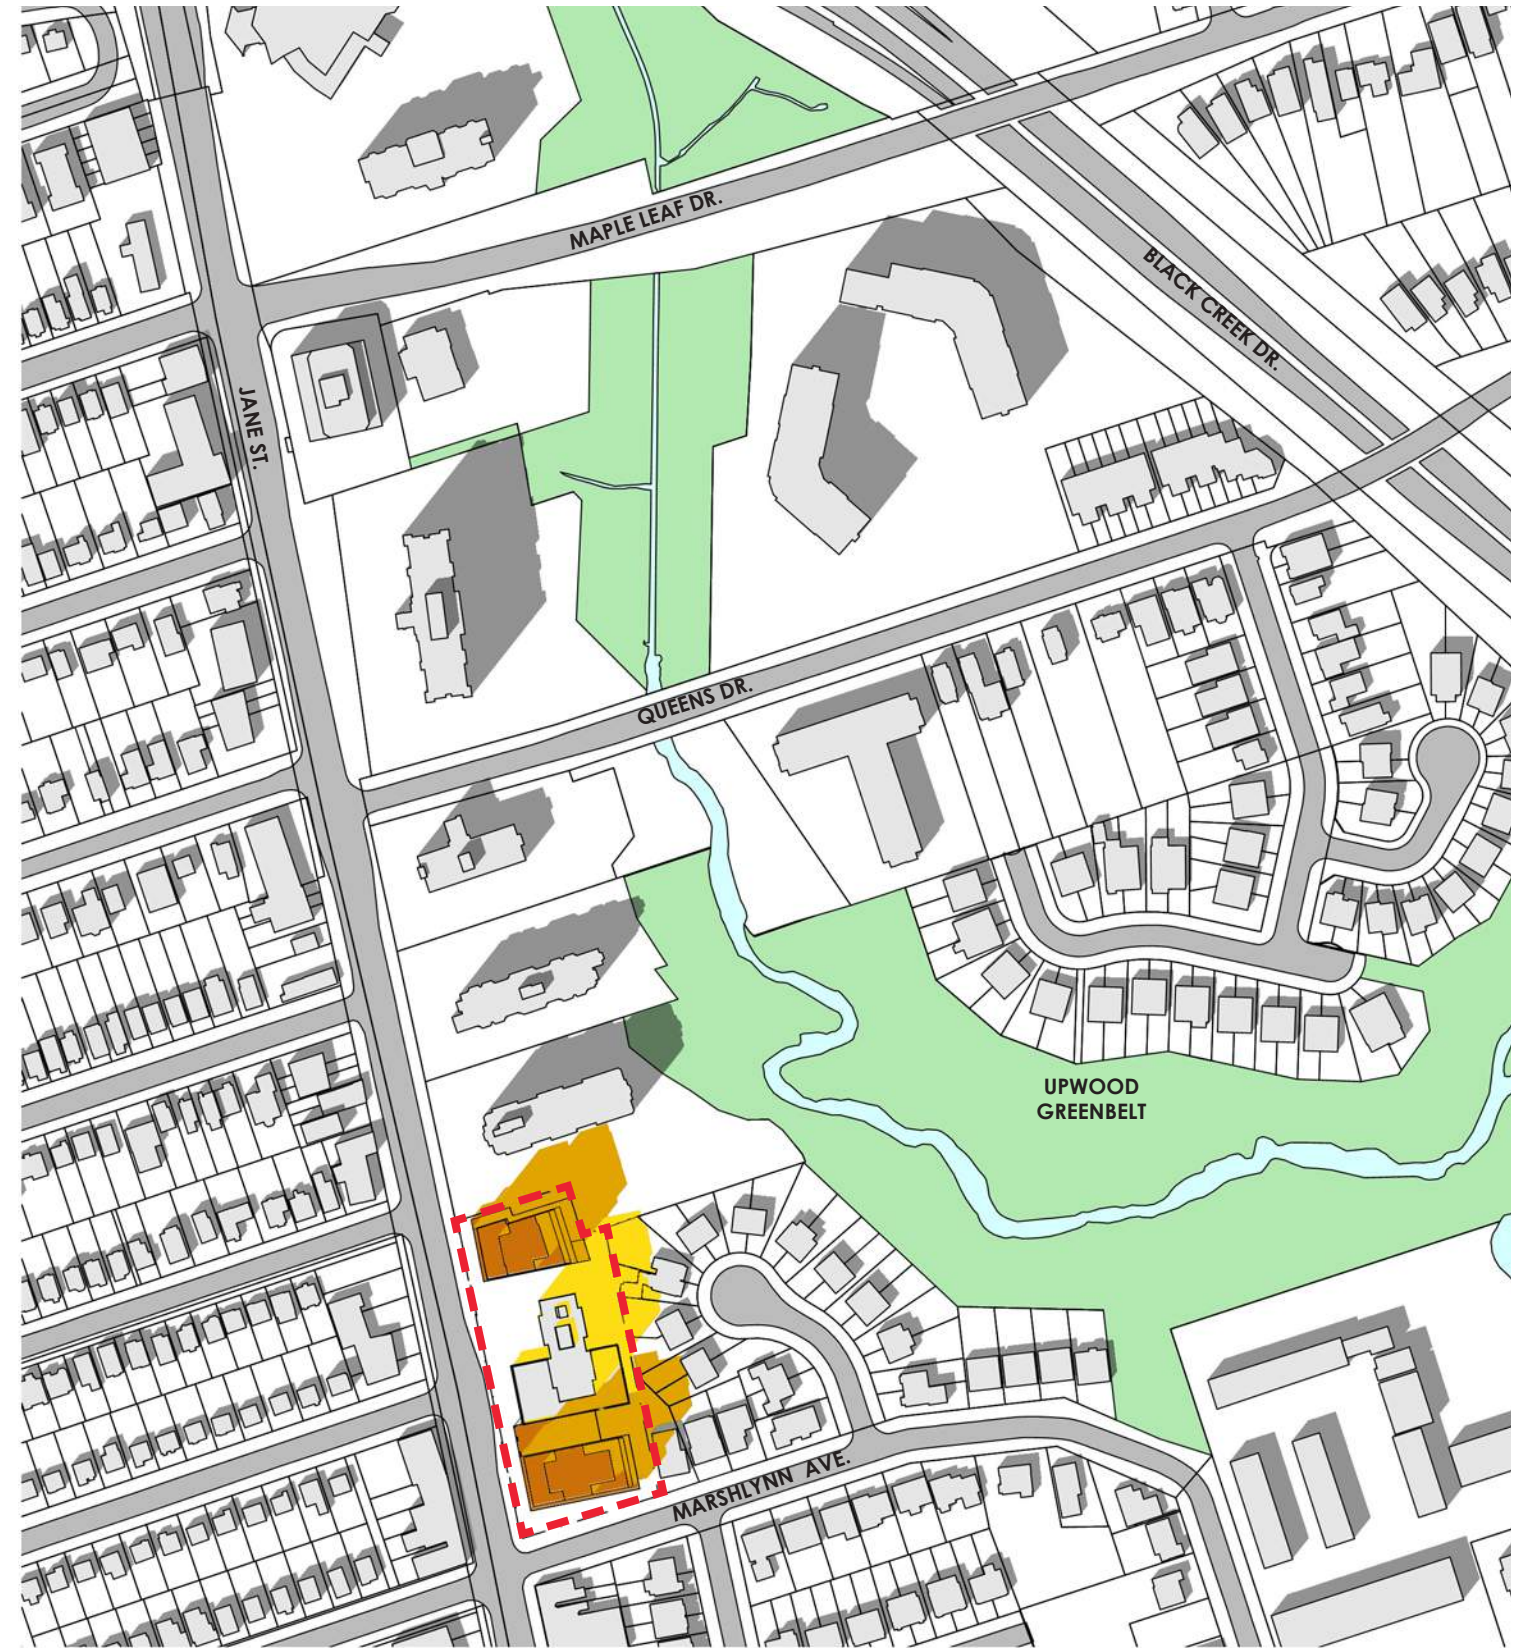 MAPLE LEAF DR.
BLACK CREEK DR.
JANE ST.
QUEENS DR.
UPWOOD
GREENBELT
MARSHLYNN AVE.